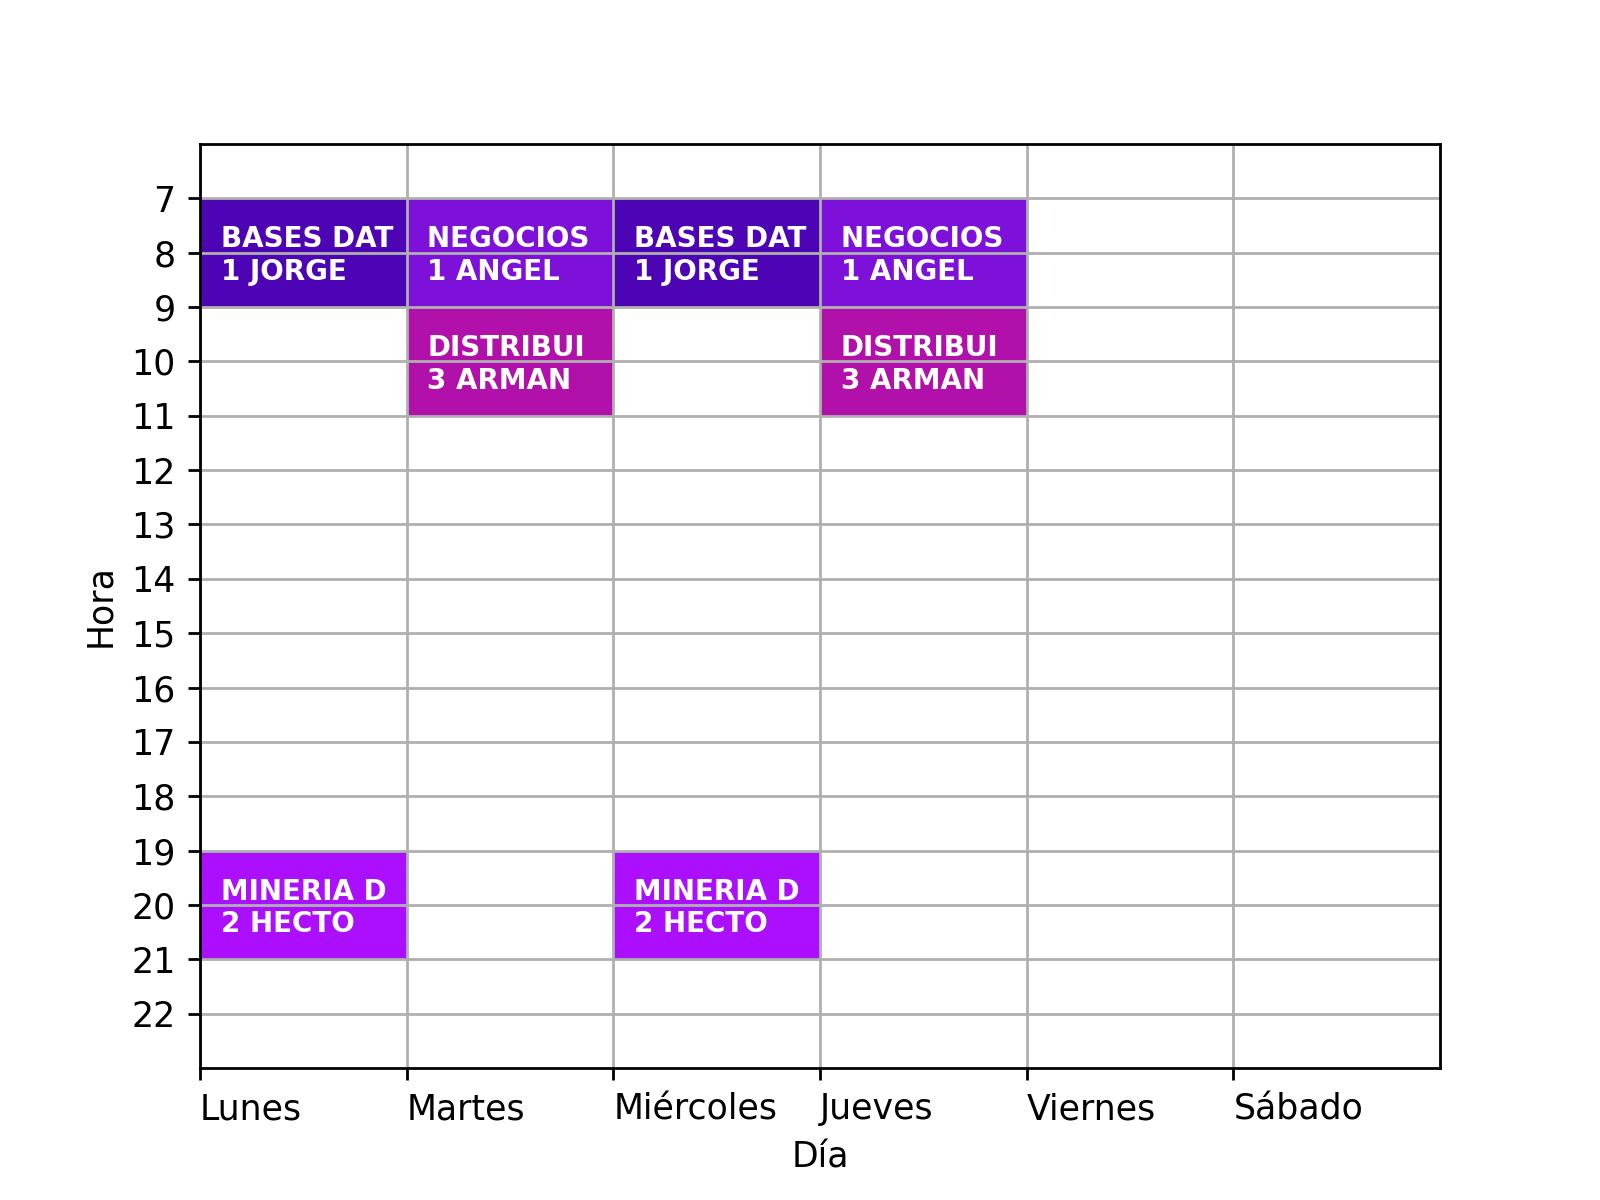 7
BASES DAT
1 JORGE
NEGOCIOS
1 ANGEL
BASES DAT
1 JORGE
NEGOCIOS
1 ANGEL
8
9
DISTRIBUI
3 ARMAN
DISTRIBUI
3 ARMAN
10
11
12
13
14
Hora
15
16
17
18
19
MINERIA D
2 HECTO
MINERIA D
2 HECTO
20
21
22
Lunes Martes Miércoles Jueves Viernes Sábado
Día